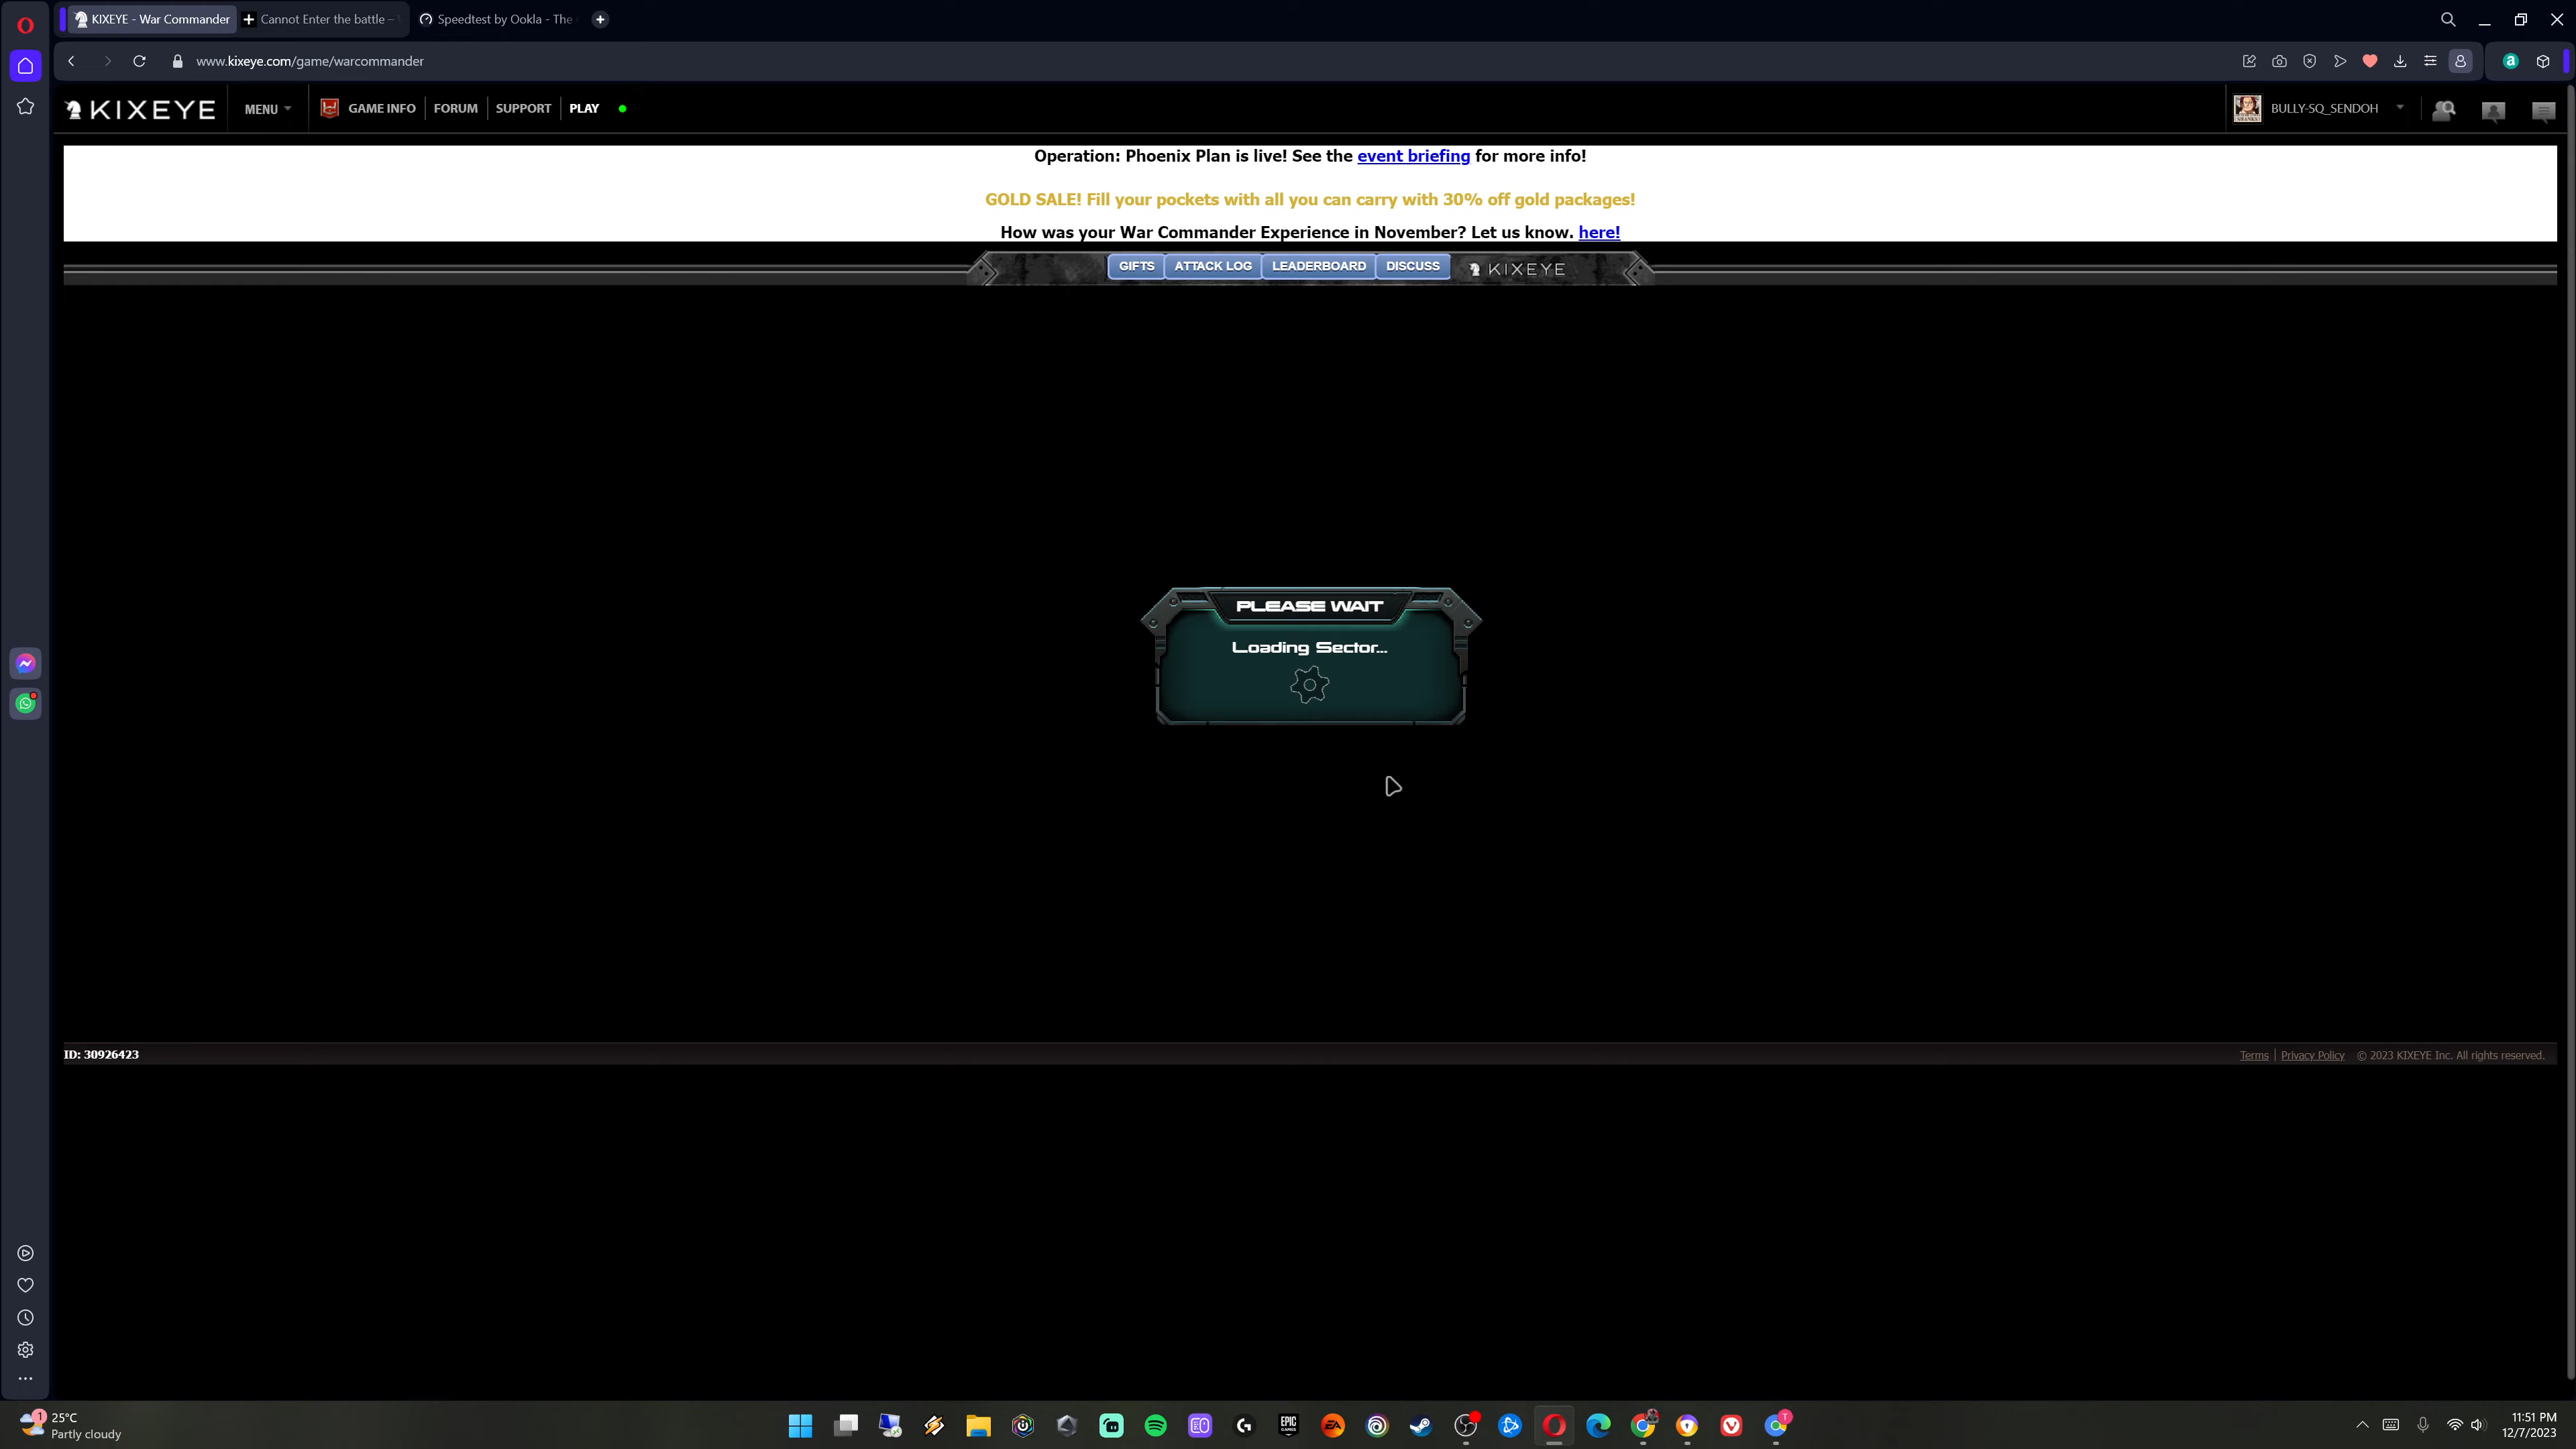 KIXEYE - War Commander
Cannot Enter the battle –
Speedtest by Ookla - The
www.kixeye.com/game/warcommander
KIXEYE
MENU
GAME INFO
FORUM
SUPPORT
PLAY
BULLY-SQ_SENDOH
Operation: Phoenix Plan is live! See the event briefing for more info!
GOLD SALE! Fill your pockets with all you can carry with 30% off gold packages!
How was your War Commander Experience in November? Let us know. here!
GIFTS
ATTACK LOG
LEADERBOARD
DISCUSS
KIXEYE
PLEASE WAIT
Loading Sector...
ID: 30926423
Terms
Privacy Policy
© 2023 KIXEYE Inc. All rights reserved.
1
25°C
Partly cloudy
EPIC GAMES
EA
T
11:51 PM
12/7/2023